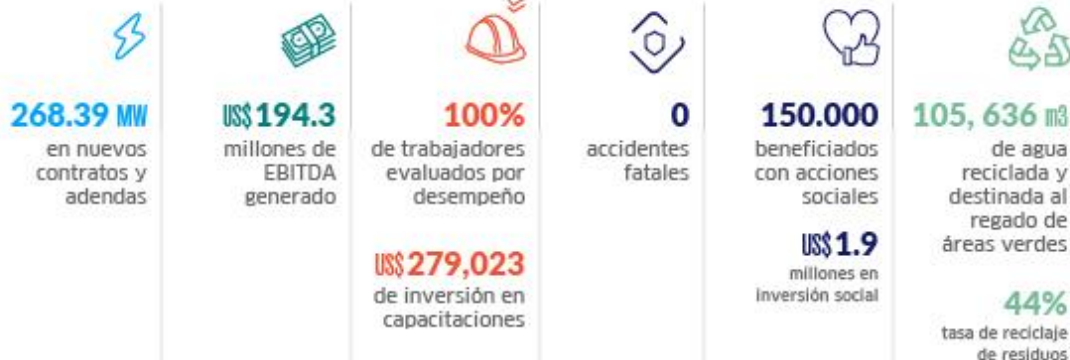 268.39 MW
en nuevos
contratos y
adendas
US$ 194.3
millones de
EBITDA
generado
100%
de trabajadores
evaluados por
desempeño
US$ 279,023
de inversión en
capacitaciones
0
accidentes
fatales
150.000
beneficiados
con acciones
sociales
US$ 1.9
millones en
inversión social
105, 636 m3
de agua
reciclada y
destinada al
regado de
áreas verdes
44%
tasa de reciclaje
de residuos